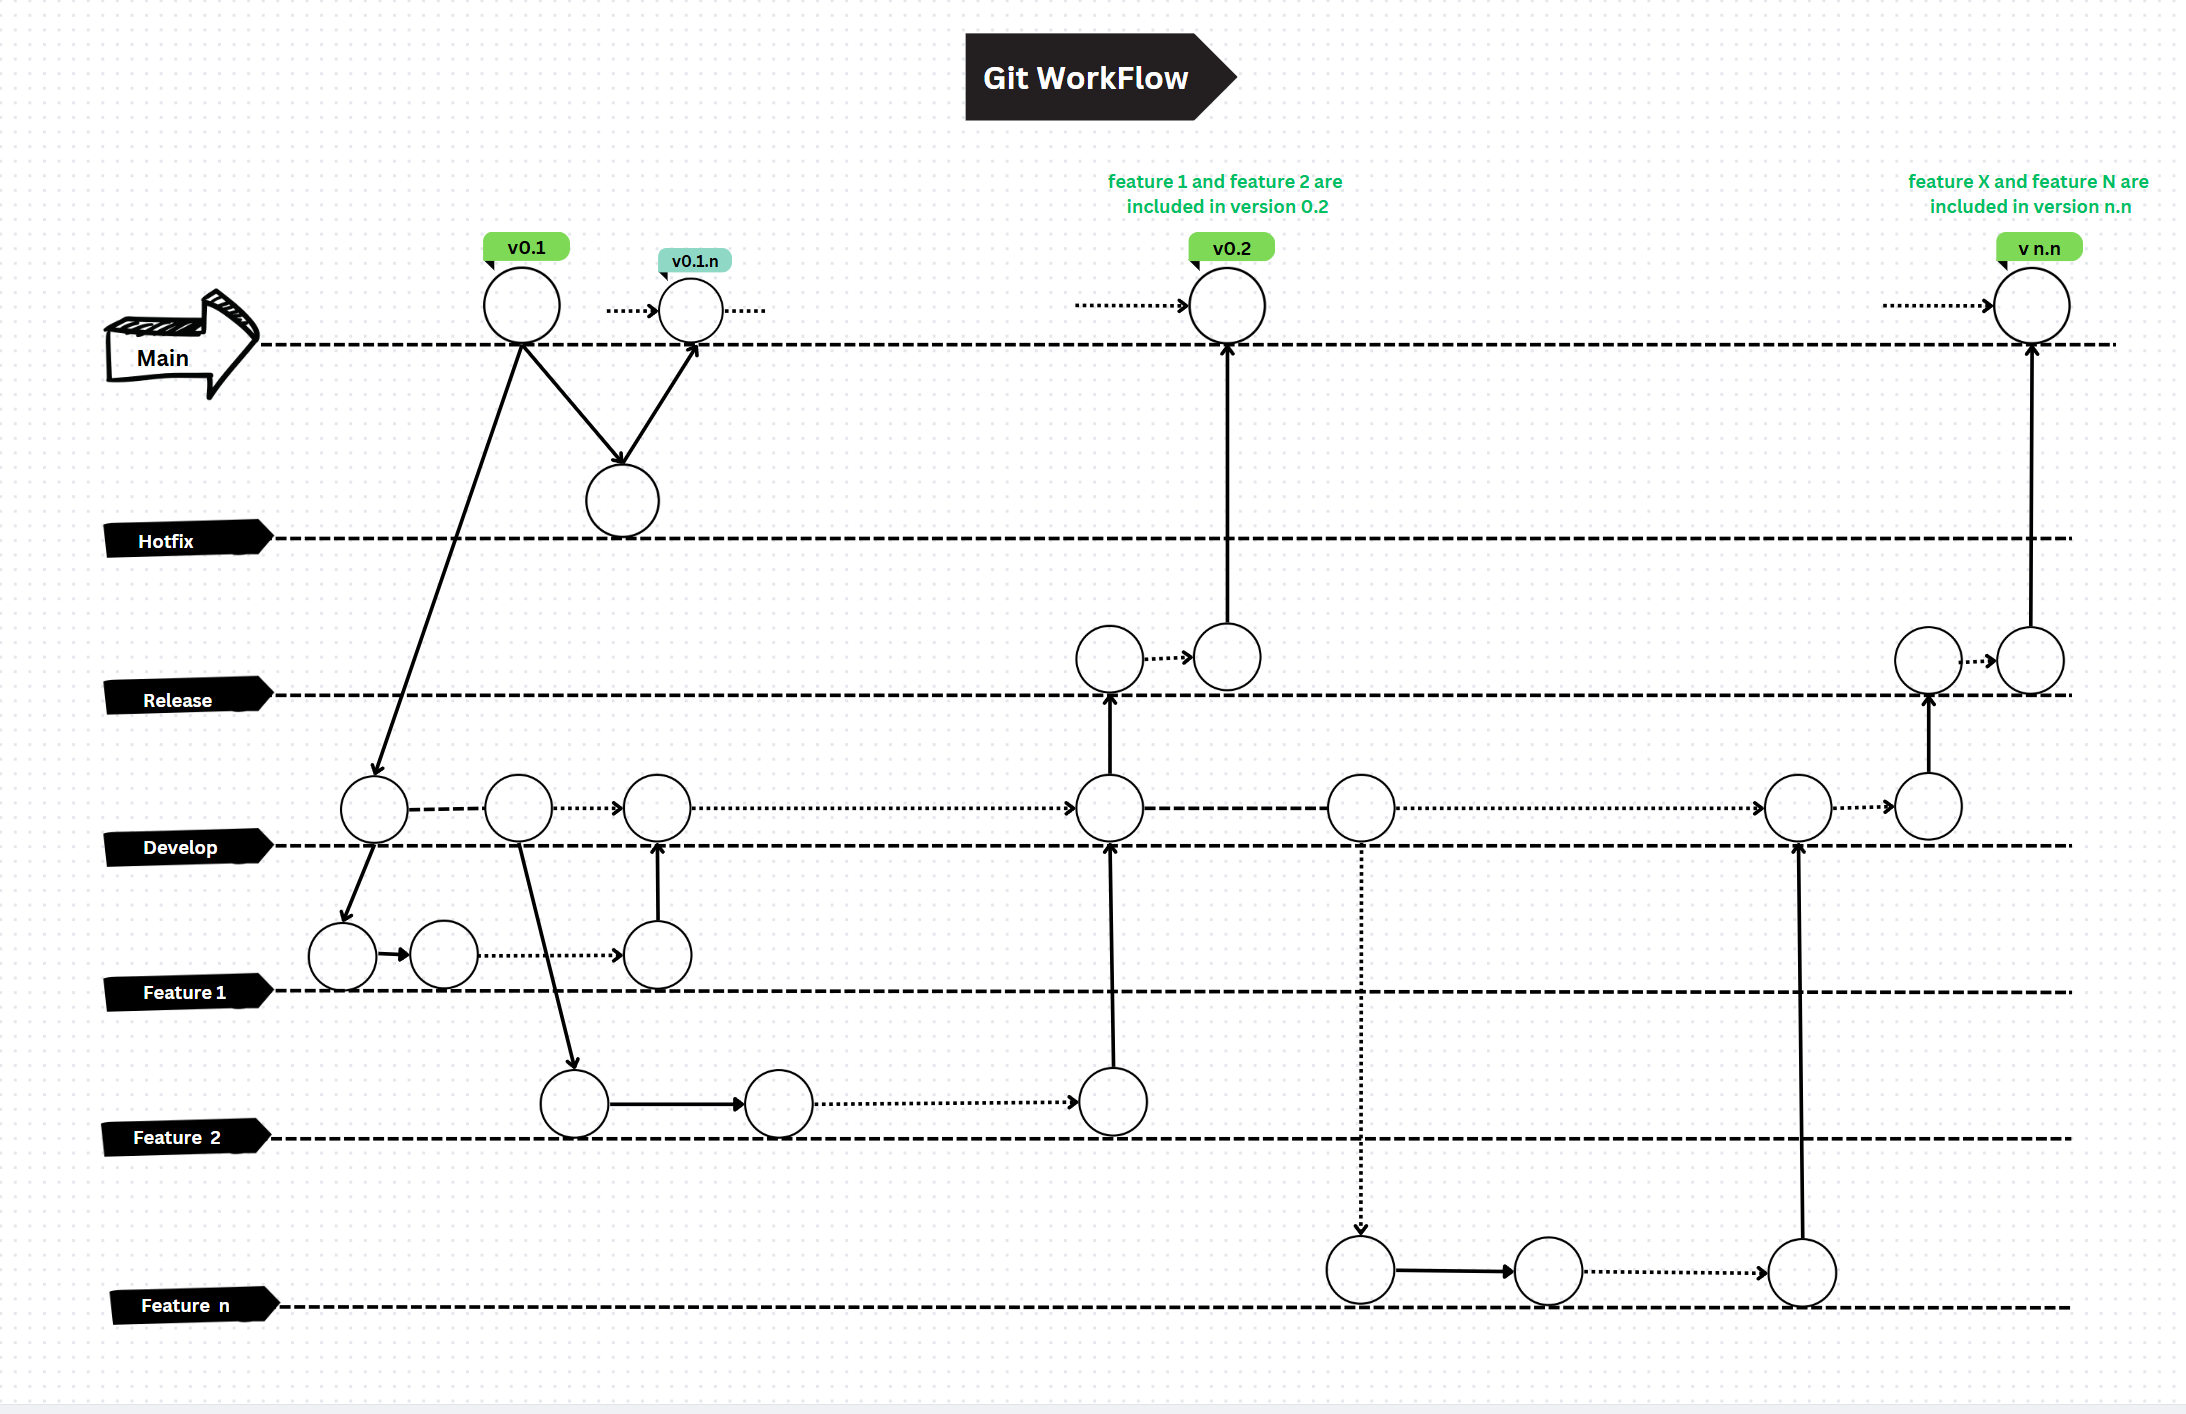 Git WorkFlow
feature 1 and feature 2 are
included in version 0.2
feature X and feature N are
included in version n.n
v0.1
v0.1.n
v0.2
v n.n
Main
Hotfix
Release
Develop
Feature 1
Feature 2
Feature n